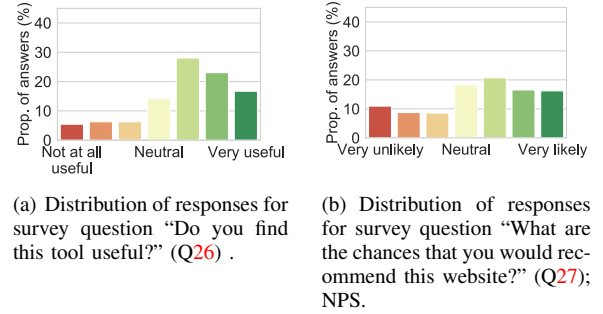 Prop. of answers (%)
40
30
20
10
0
Not at all
useful
Neutral
Very useful
(a) Distribution of responses for
survey question “Do you find
this tool useful?” (Q26) .
Prop. of answers (%)
40
30
20
10
0
Very unlikely
Neutral
Very likely
(b) Distribution of responses
for survey question “What are
the chances that you would rec-
ommend this website?” (Q27);
NPS.